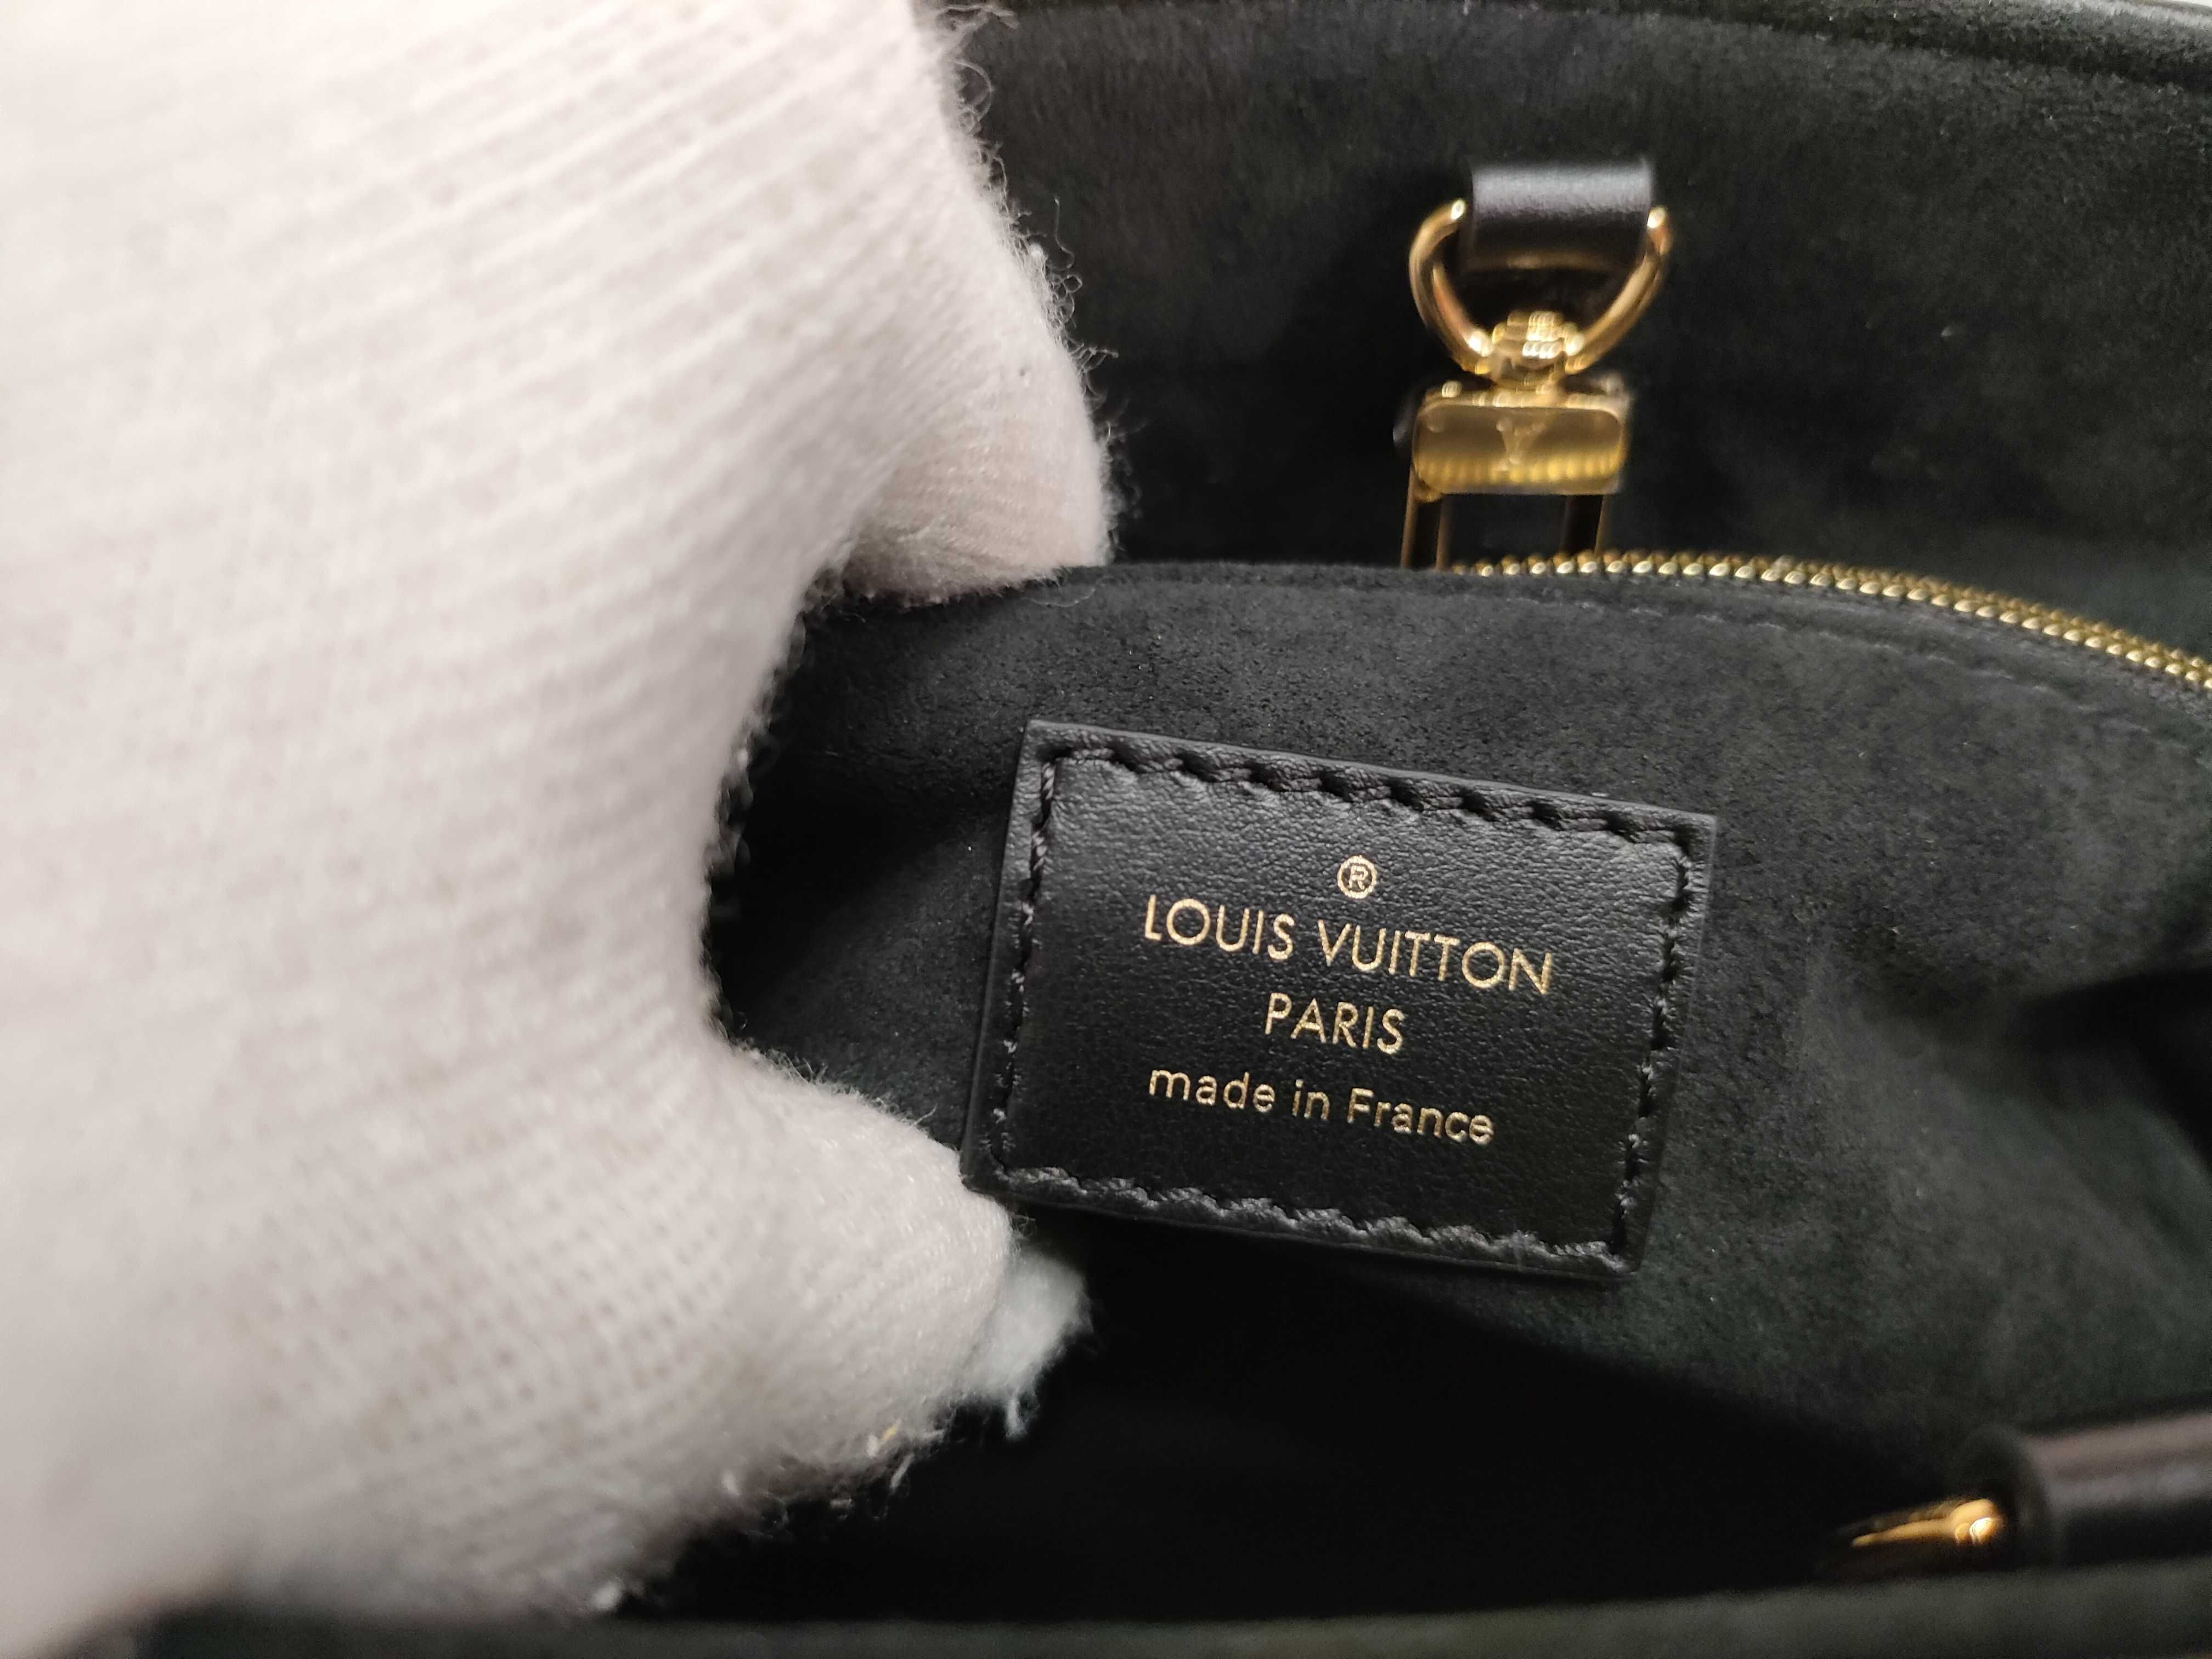 ®
LOUIS VUITTON
PARIS
made in France